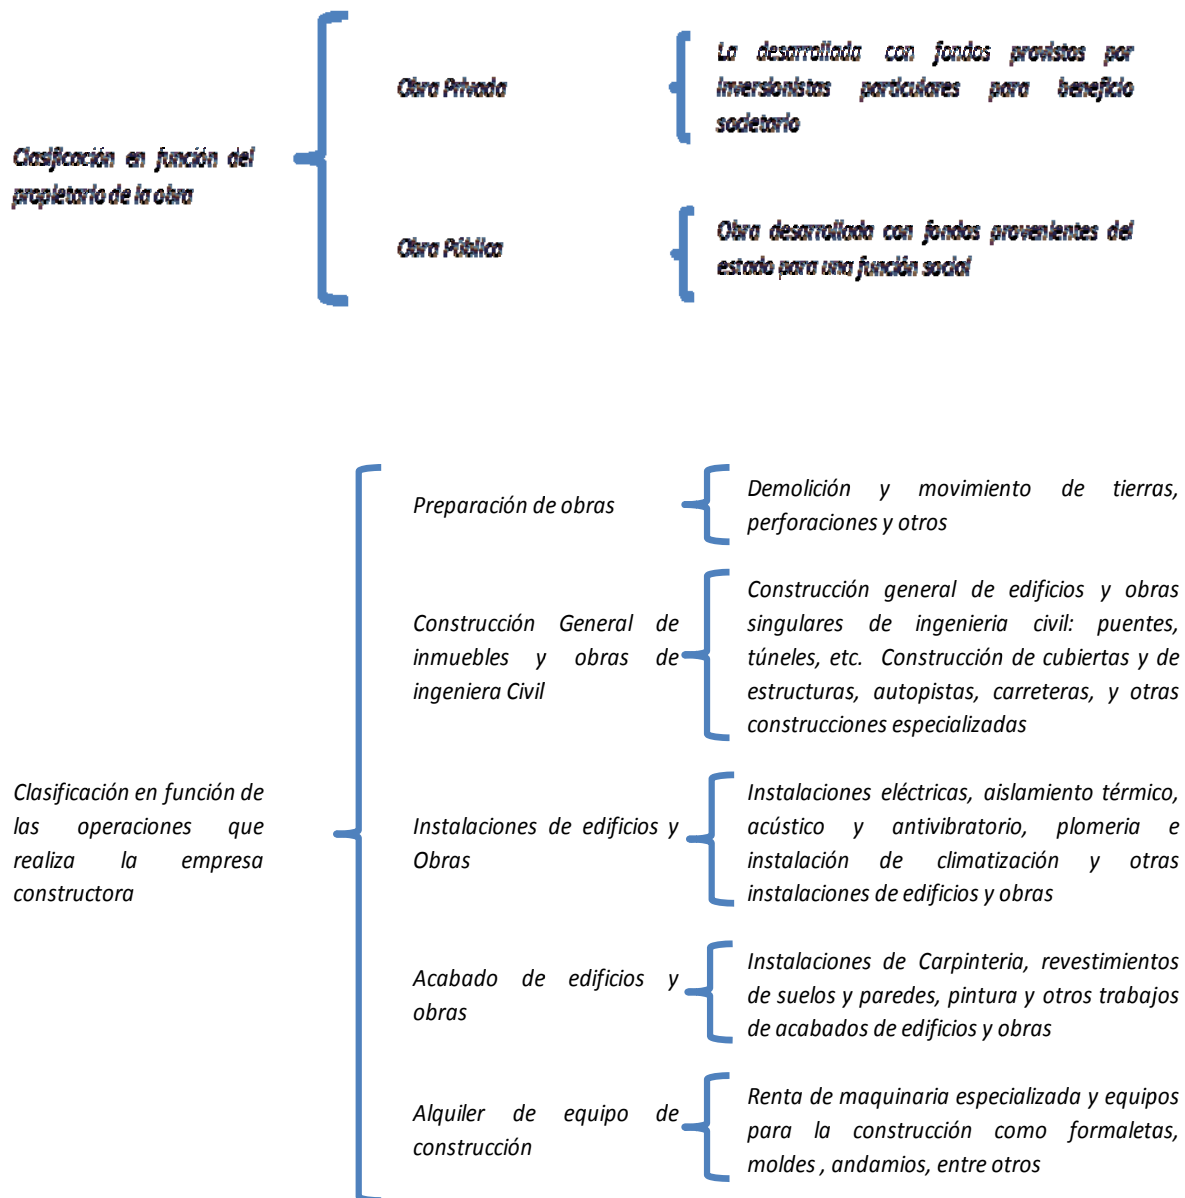 Clasificación en función del
propietario de la obra
Obra Privada
La desarrollada con fondos provistos por
inversionistas particulares para beneficio
societario
Obra Pública
Obra desarrollada con fondos provenientes del
estado para una función social
Clasificación en función de
las operaciones que
realiza la empresa
constructora
Preparación de obras
Demolición y movimiento de tierras,
perforaciones y otros
Construcción General de
inmuebles y obras de
ingeniera Civil
Construcción general de edificios y obras
singulares de ingenieria civil: puentes,
túneles, etc. Construcción de cubiertas y de
estructuras, autopistas, carreteras, y otras
construcciones especializadas
Instalaciones de edificios y
Obras
Instalaciones eléctricas, aislamiento térmico,
acústico y antivibratorio, plomeria e
instalación de climatización y otras
instalaciones de edificios y obras
Acabado de edificios y
obras
Instalaciones de Carpinteria, revestimientos
de suelos y paredes, pintura y otros trabajos
de acabados de edificios y obras
Alquiler de equipo de
construcción
Renta de maquinaria especializada y equipos
para la construcción como formaletas,
moldes , andamios, entre otros